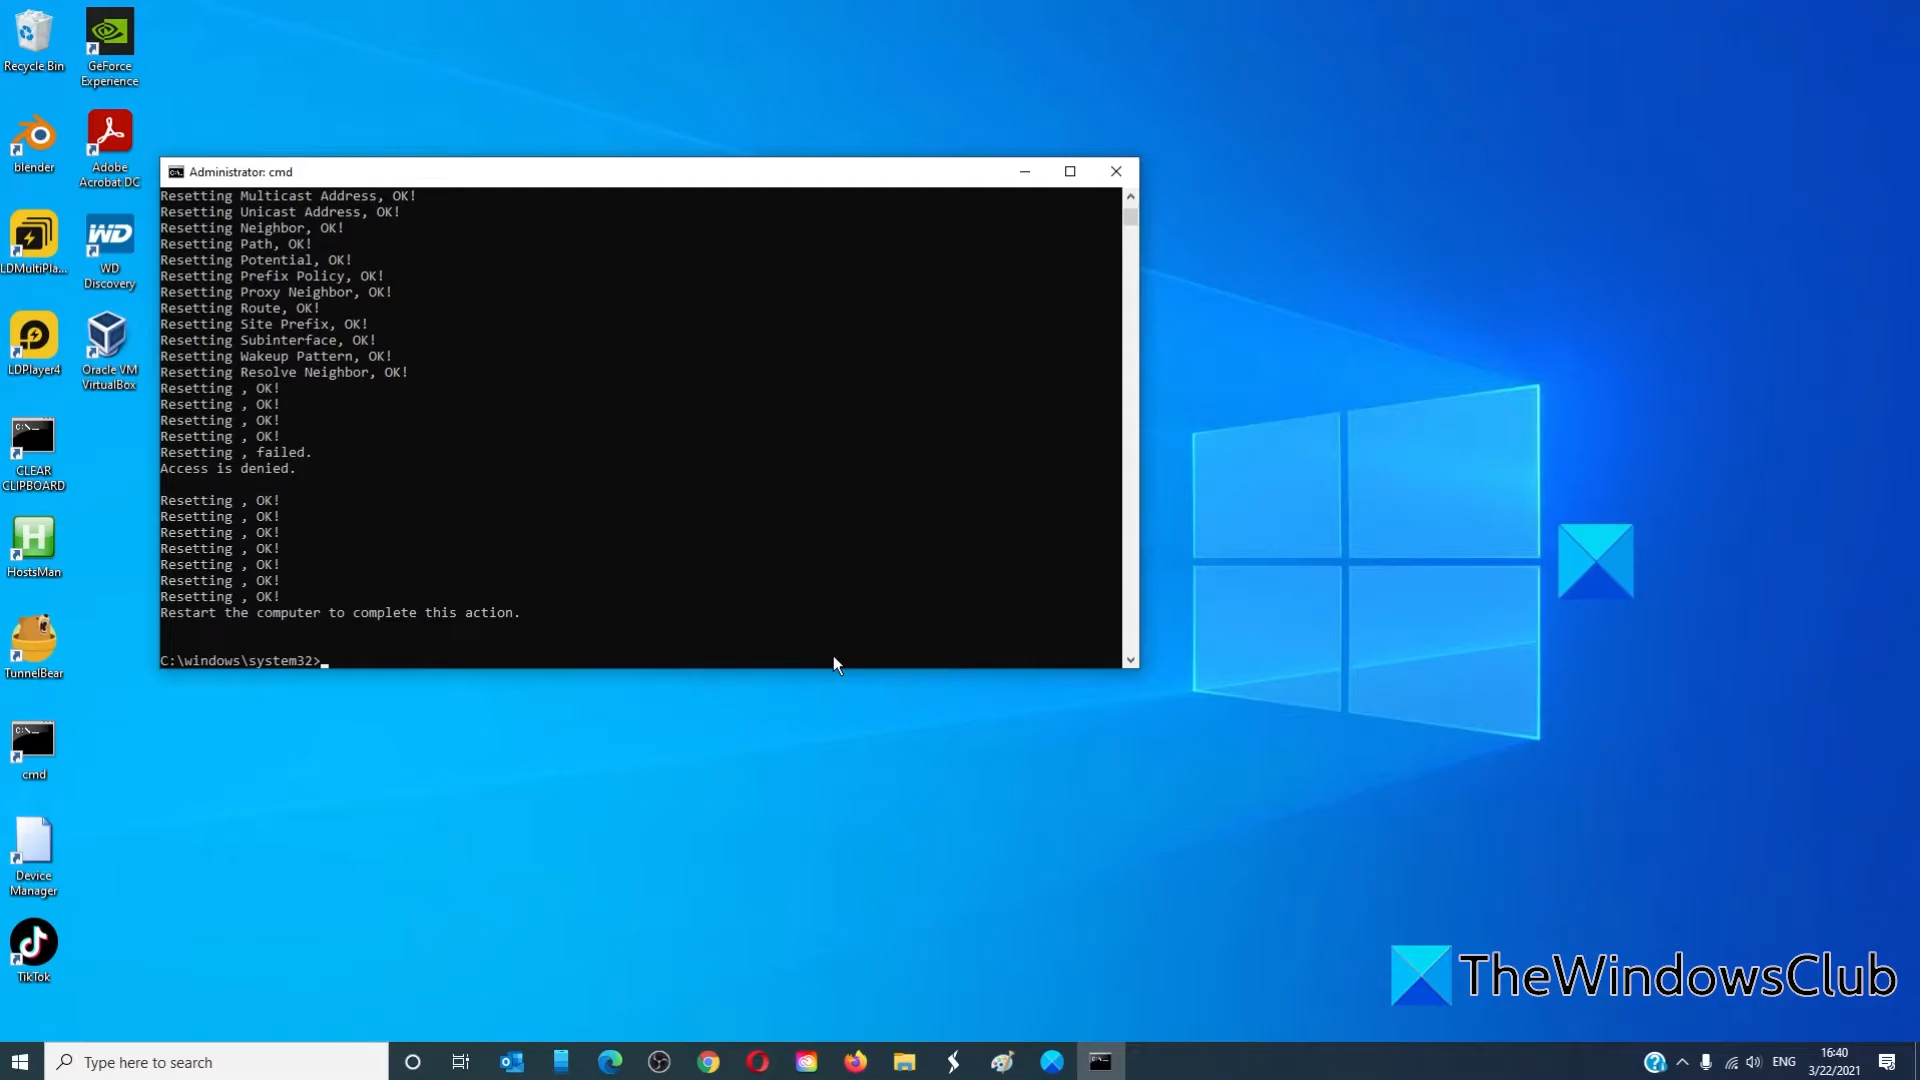 Recycle Bin
GeForce
Experience
blender
Adobe
Acrobat DC
LDMultiPla...
WD
WD
Discovery
LDPlayer4
Oracle VM
VirtualBox
CLEAR
CLIPBOARD
H
HostsMan
TunnelBear
cmd
Device
Manager
TikTok
Administrator: cmd
Resetting Multicast Address, OK!
Resetting Unicast Address, OK!
Resetting Neighbor, OK!
Resetting Path, OK!
Resetting Potential, OK!
Resetting Prefix Policy, OK!
Resetting Proxy Neighbor, OK!
Resetting Route, OK!
Resetting Site Prefix, OK!
Resetting Subinterface, OK!
Resetting Wakeup Pattern, OK!
Resetting Resolve Neighbor, OK!
Resetting , OK!
Resetting , OK!
Resetting , OK!
Resetting , OK!
Resetting , failed.
Access is denied.
Resetting , OK!
Resetting , OK!
Resetting , OK!
Resetting , OK!
Resetting , OK!
Resetting , OK!
Resetting , OK!
Restart the computer to complete this action.
C:\windows\system32>
TheWindowsClub
Type here to search
ENG
16:40
3/22/2021